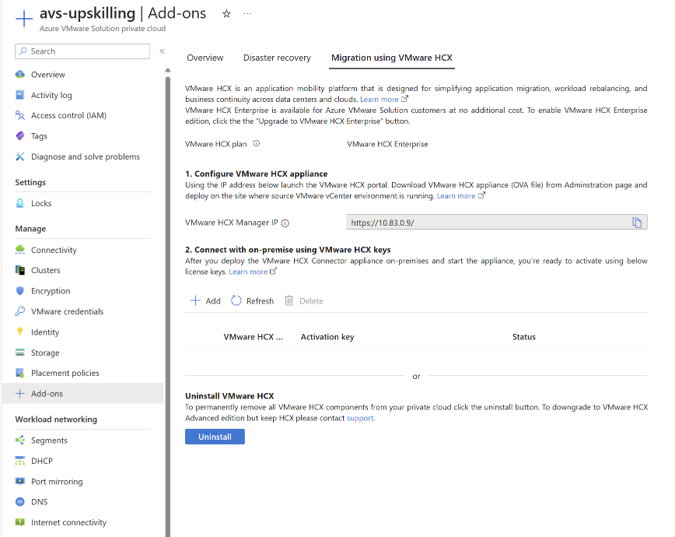 avs-upskilling | Add-ons ☆ ...
Azure VMware Solution private cloud
Search
«
Overview
Activity log
Access control (IAM)
Tags
Diagnose and solve problems
Settings
Locks
Manage
Connectivity
Clusters
Encryption
VMware credentials
Identity
Storage
Placement policies
Add-ons
Workload networking
Segments
DHCP
Port mirroring
DNS
Internet connectivity
Overview Disaster recovery Migration using VMware HCX
VMware HCX is an application mobility platform that is designed for simplifying application migration, workload rebalancing, and
business continuity across data centers and clouds. Learn more
VMware HCX Enterprise is available for Azure VMware Solution customers at no additional cost. To enable VMware HCX Enterprise
edition, click the the "Upgrade to VMware HCX Enterprise" button.
VMware HCX plan VMware HCX Enterprise
1. Configure VMware HCX appliance
Using the IP address below launch the VMware HCX portal. Download VMware HCX appliance (OVA file) from Adminstration page and
deploy on the site where source VMware vCenter environment is running. Learn more
VMware HCX Manager IP https://10.83.0.9/
2. Connect with on-premise using VMware HCX keys
After you deploy the VMware HCX Connector appliance on-premises and start the appliance, you're ready to activate using below
license keys. Learn more
Add Refresh Delete
VMware HCX ... Activation key Status
or
Uninstall VMware HCX
To permanently remove all VMware HCX components from your private cloud click the uninstall button. To downgrade to VMware HCX
Advanced edition but keep HCX please contact support.
Uninstall